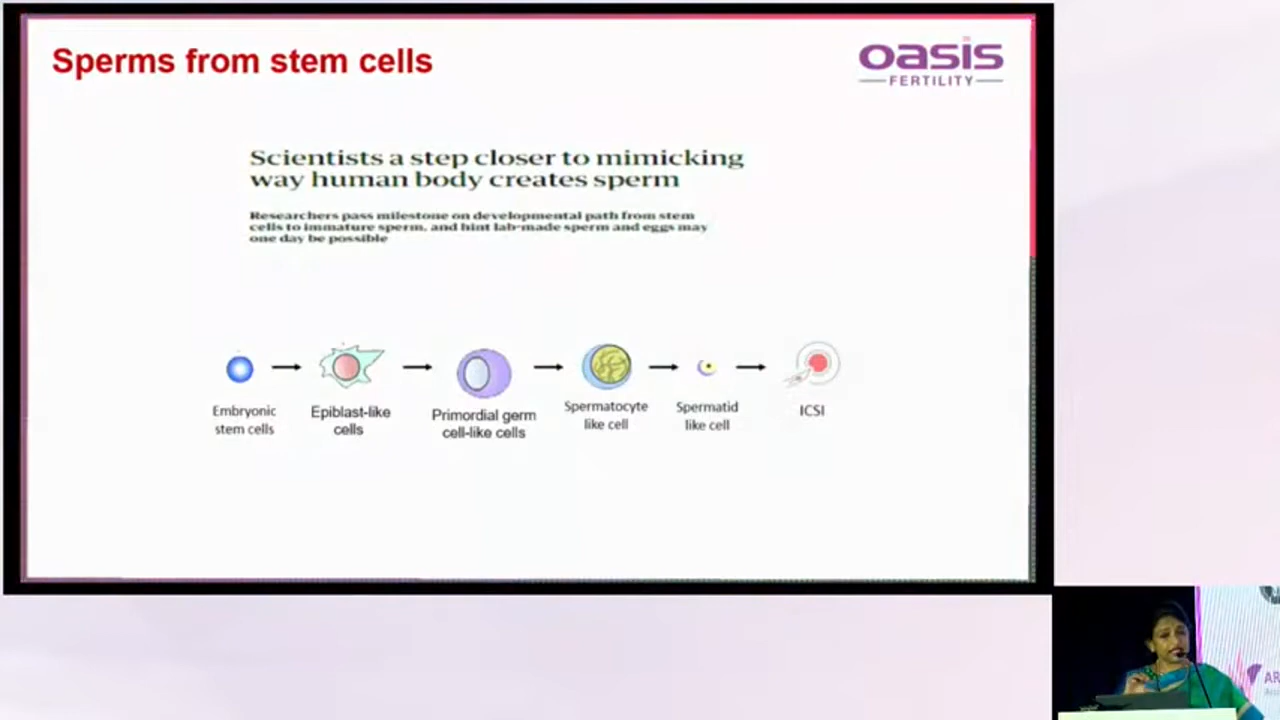 Sperms from stem cells
oasis
FERTILITY
Scientists a step closer to mimicking
way human body creates sperm
Researchers pass milestone on developmental path from stem
cells to immature sperm, and hint lab-made sperm and eggs may
one day be possible
Embryonic
stem cells
Epiblast-like
cells
Primordial germ
cell-like cells
Spermatocyte
like cell
Spermatid
like cell
ICSI
AR